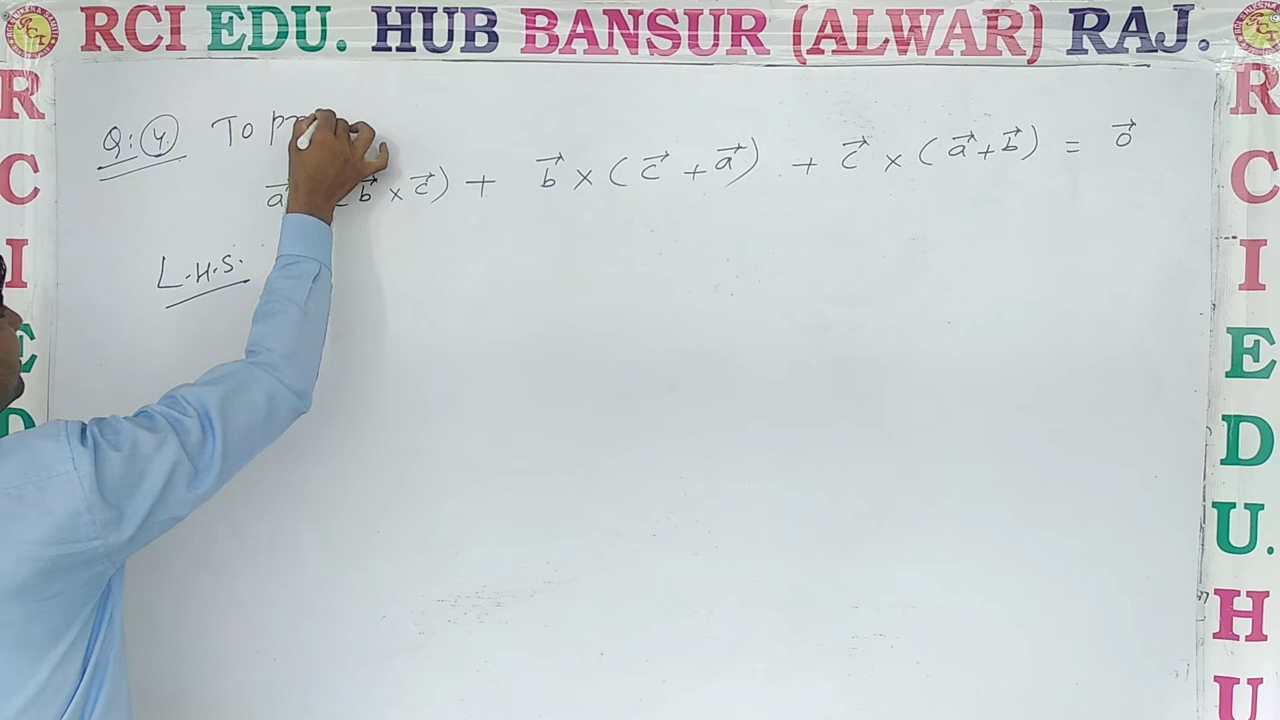 RCI EDU. HUB BANSUR (ALWAR) RAJ.
R
C
I
E
D
Q:- (4) To pr
a⃗ ( b⃗ × c⃗ ) + b⃗ × ( c⃗ + a⃗ ) + c⃗ × ( a⃗ + b⃗ ) = 0⃗
L.H.S.
R
C
I
E
D
U.
H
U